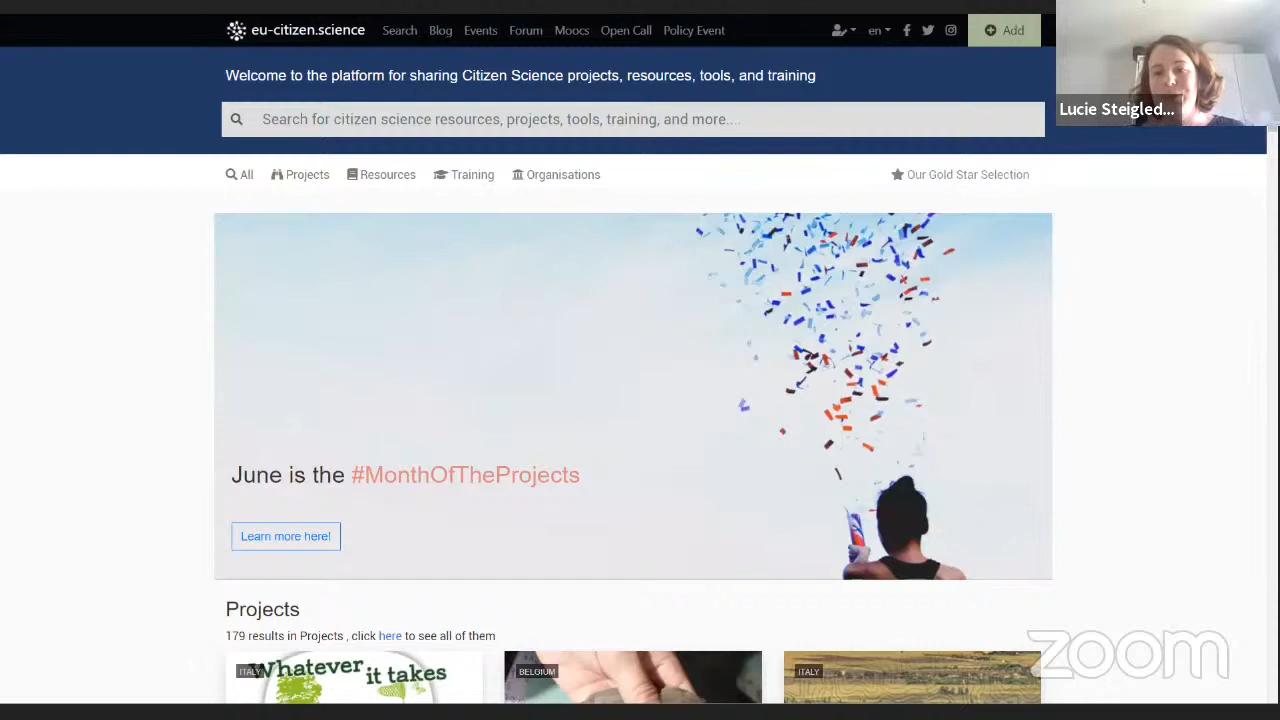 eu-citizen.science Search Blog Events Forum Moocs Open Call Policy Event en Add
Lucie Steigled...
Welcome to the platform for sharing Citizen Science projects, resources, tools, and training
Search for citizen science resources, projects, tools, training, and more....
All Projects Resources Training Organisations Our Gold Star Selection
June is the #MonthOfTheProjects
Learn more here!
Projects
179 results in Projects , click here to see all of them
ITALY
Whatever it takes
BELGIUM
ITALY
zoom